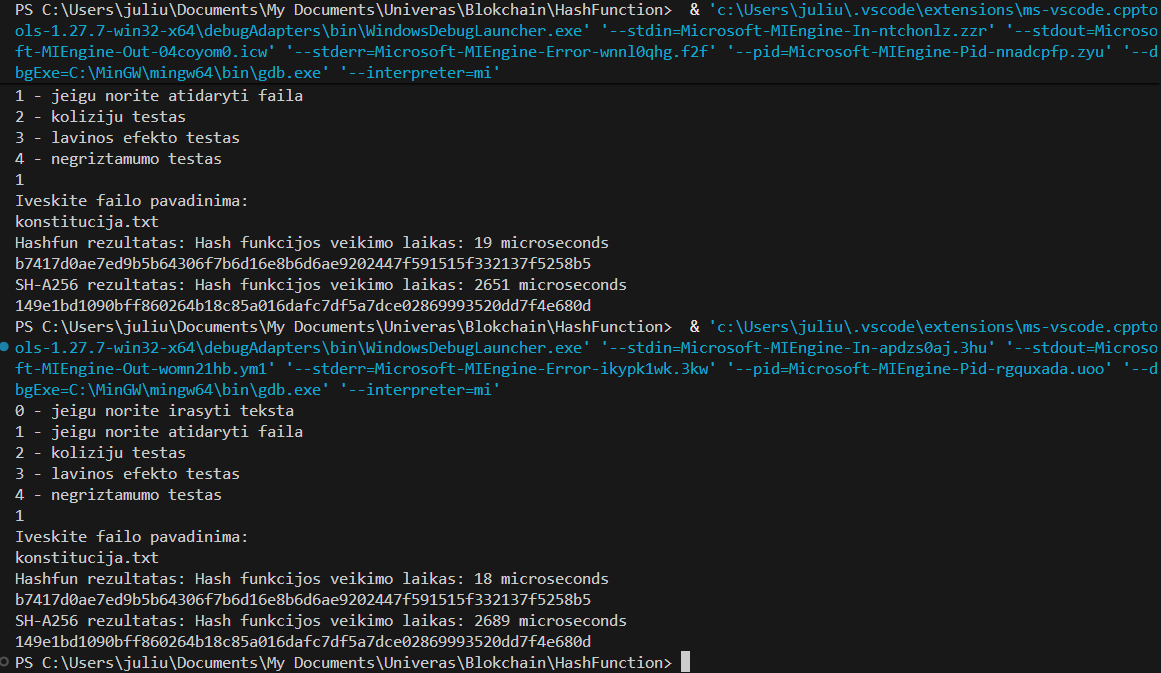 PS C:\Users\juliu\Documents\My Documents\Univeras\Blokchain\HashFunction>  & 'c:\Users\juliu\.vscode\extensions\ms-vscode.cppto
ols-1.27.7-win32-x64\debugAdapters\bin\WindowsDebugLauncher.exe' '--stdin=Microsoft-MIEngine-In-ntchonlz.zzr' '--stdout=Microso
ft-MIEngine-Out-04coyom0.icw' '--stderr=Microsoft-MIEngine-Error-wnnl0qhg.f2f' '--pid=Microsoft-MIEngine-Pid-nnadcpfp.zyu' '--d
bgExe=C:\MinGW\mingw64\bin\gdb.exe' '--interpreter=mi'
1 - jeigu norite atidaryti faila
2 - koliziju testas
3 - lavinos efekto testas
4 - negriztamumo testas
1
Iveskite failo pavadinima:
konstitucija.txt
Hashfun rezultatas: Hash funkcijos veikimo laikas: 19 microseconds
b7417d0ae7ed9b5b64306f7b6d16e8b6d6ae9202447f591515f332137f5258b5
SH-A256 rezultatas: Hash funkcijos veikimo laikas: 2651 microseconds
149e1bd1090bff860264b18c85a016dafc7df5a7dce02869993520dd7f4e680d
PS C:\Users\juliu\Documents\My Documents\Univeras\Blokchain\HashFunction>  & 'c:\Users\juliu\.vscode\extensions\ms-vscode.cppto
ols-1.27.7-win32-x64\debugAdapters\bin\WindowsDebugLauncher.exe' '--stdin=Microsoft-MIEngine-In-apdzs0aj.3hu' '--stdout=Microso
ft-MIEngine-Out-womn21hb.ym1' '--stderr=Microsoft-MIEngine-Error-ikypk1wk.3kw' '--pid=Microsoft-MIEngine-Pid-rgquxada.uoo' '--d
bgExe=C:\MinGW\mingw64\bin\gdb.exe' '--interpreter=mi'
0 - jeigu norite irasyti teksta
1 - jeigu norite atidaryti faila
2 - koliziju testas
3 - lavinos efekto testas
4 - negriztamumo testas
1
Iveskite failo pavadinima:
konstitucija.txt
Hashfun rezultatas: Hash funkcijos veikimo laikas: 18 microseconds
b7417d0ae7ed9b5b64306f7b6d16e8b6d6ae9202447f591515f332137f5258b5
SH-A256 rezultatas: Hash funkcijos veikimo laikas: 2689 microseconds
149e1bd1090bff860264b18c85a016dafc7df5a7dce02869993520dd7f4e680d
PS C:\Users\juliu\Documents\My Documents\Univeras\Blokchain\HashFunction>